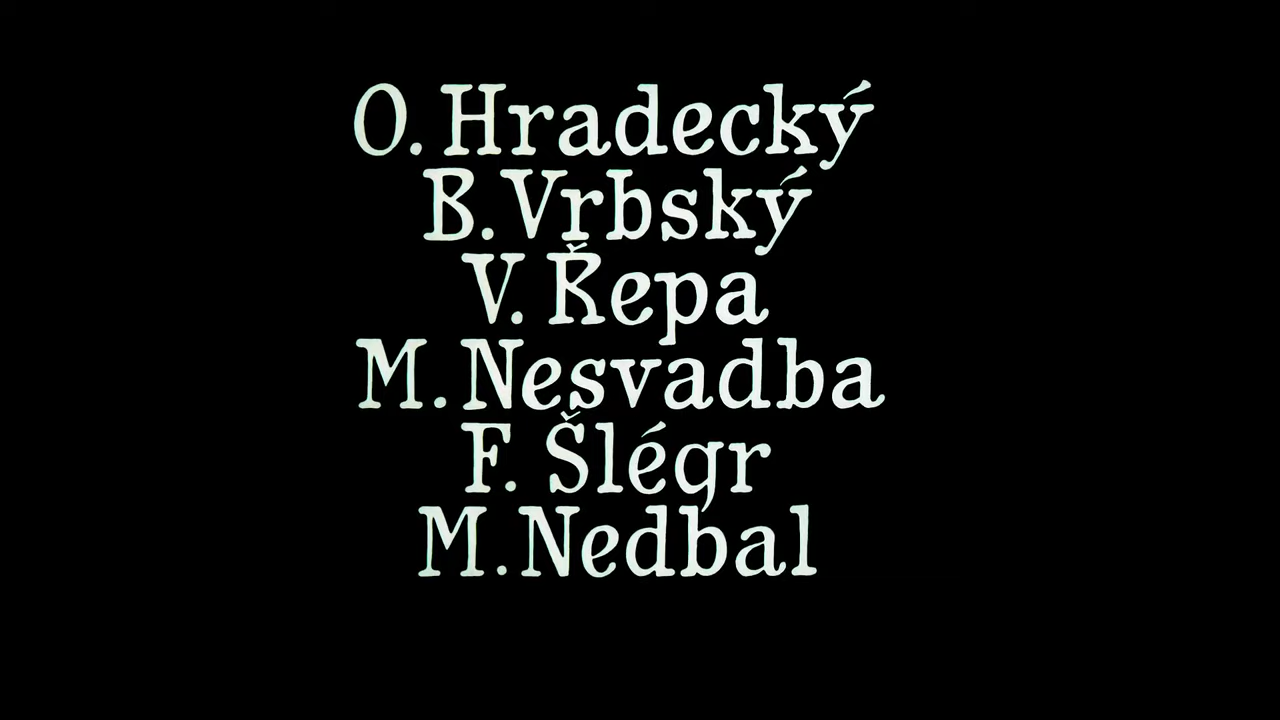 O. Hradecký
B. Vrbský
V. Řepa
M. Nesvadba
F. Šlégr
M. Nedbal